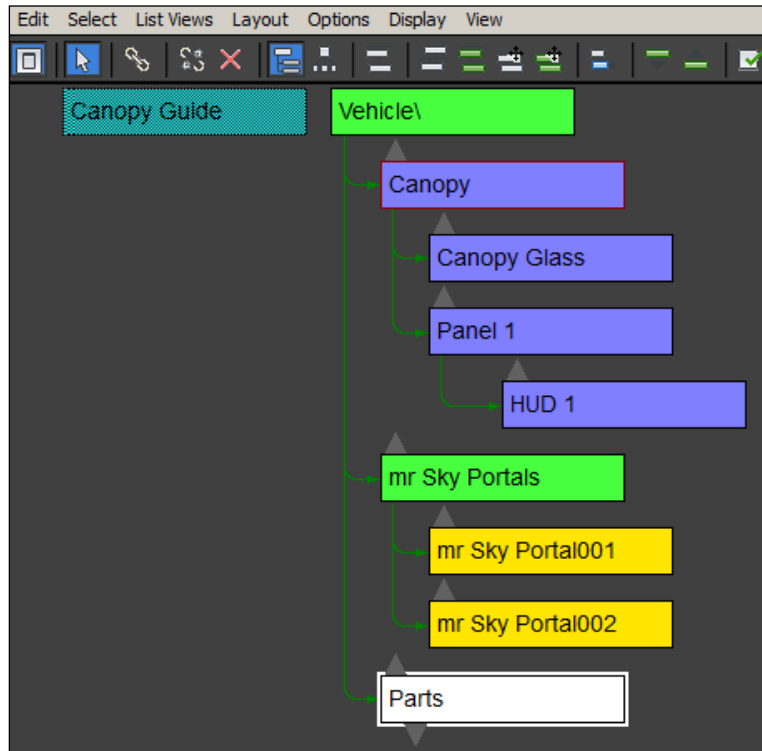 Edit Select List Views Layout Options Display View
Canopy Guide
Vehicle\
Canopy
Canopy Glass
Panel 1
HUD 1
mr Sky Portals
mr Sky Portal001
mr Sky Portal002
Parts